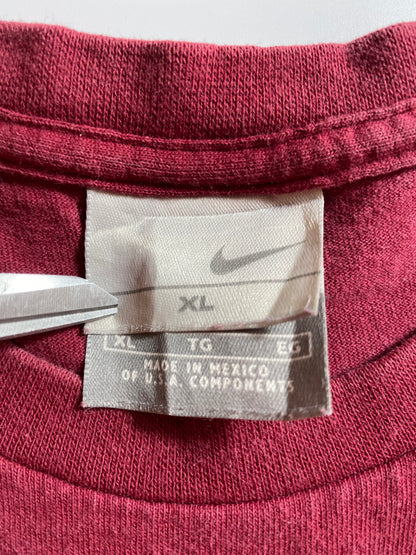 XL
XL TG EG
MADE IN MEXICO
OF U.S.A. COMPONENTS